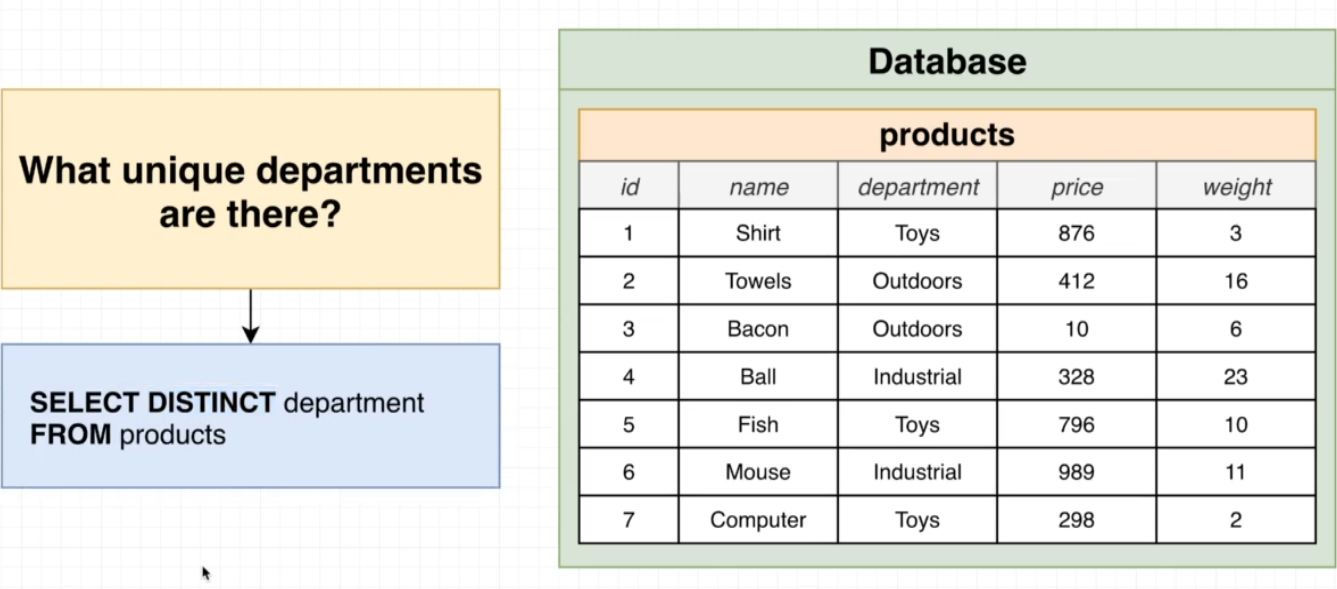 What unique departments
are there?
SELECT DISTINCT department
FROM products
Database
products
id name department price weight
1 Shirt Toys 876 3
2 Towels Outdoors 412 16
3 Bacon Outdoors 10 6
4 Ball Industrial 328 23
5 Fish Toys 796 10
6 Mouse Industrial 989 11
7 Computer Toys 298 2